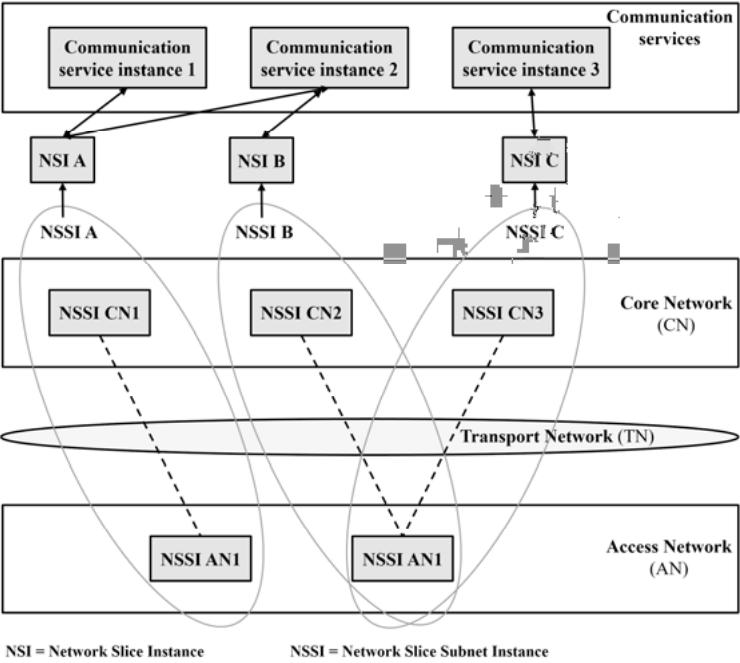 Communication
services
Communication
service instance 1
Communication
service instance 2
Communication
service instance 3
NSI A
NSI B
NSI C
NSSI A
NSSI B
NSSI C
NSSI CN1
NSSI CN2
NSSI CN3
Core Network
(CN)
Transport Network (TN)
NSSI AN1
NSSI AN1
Access Network
(AN)
NSI = Network Slice Instance
NSSI = Network Slice Subnet Instance